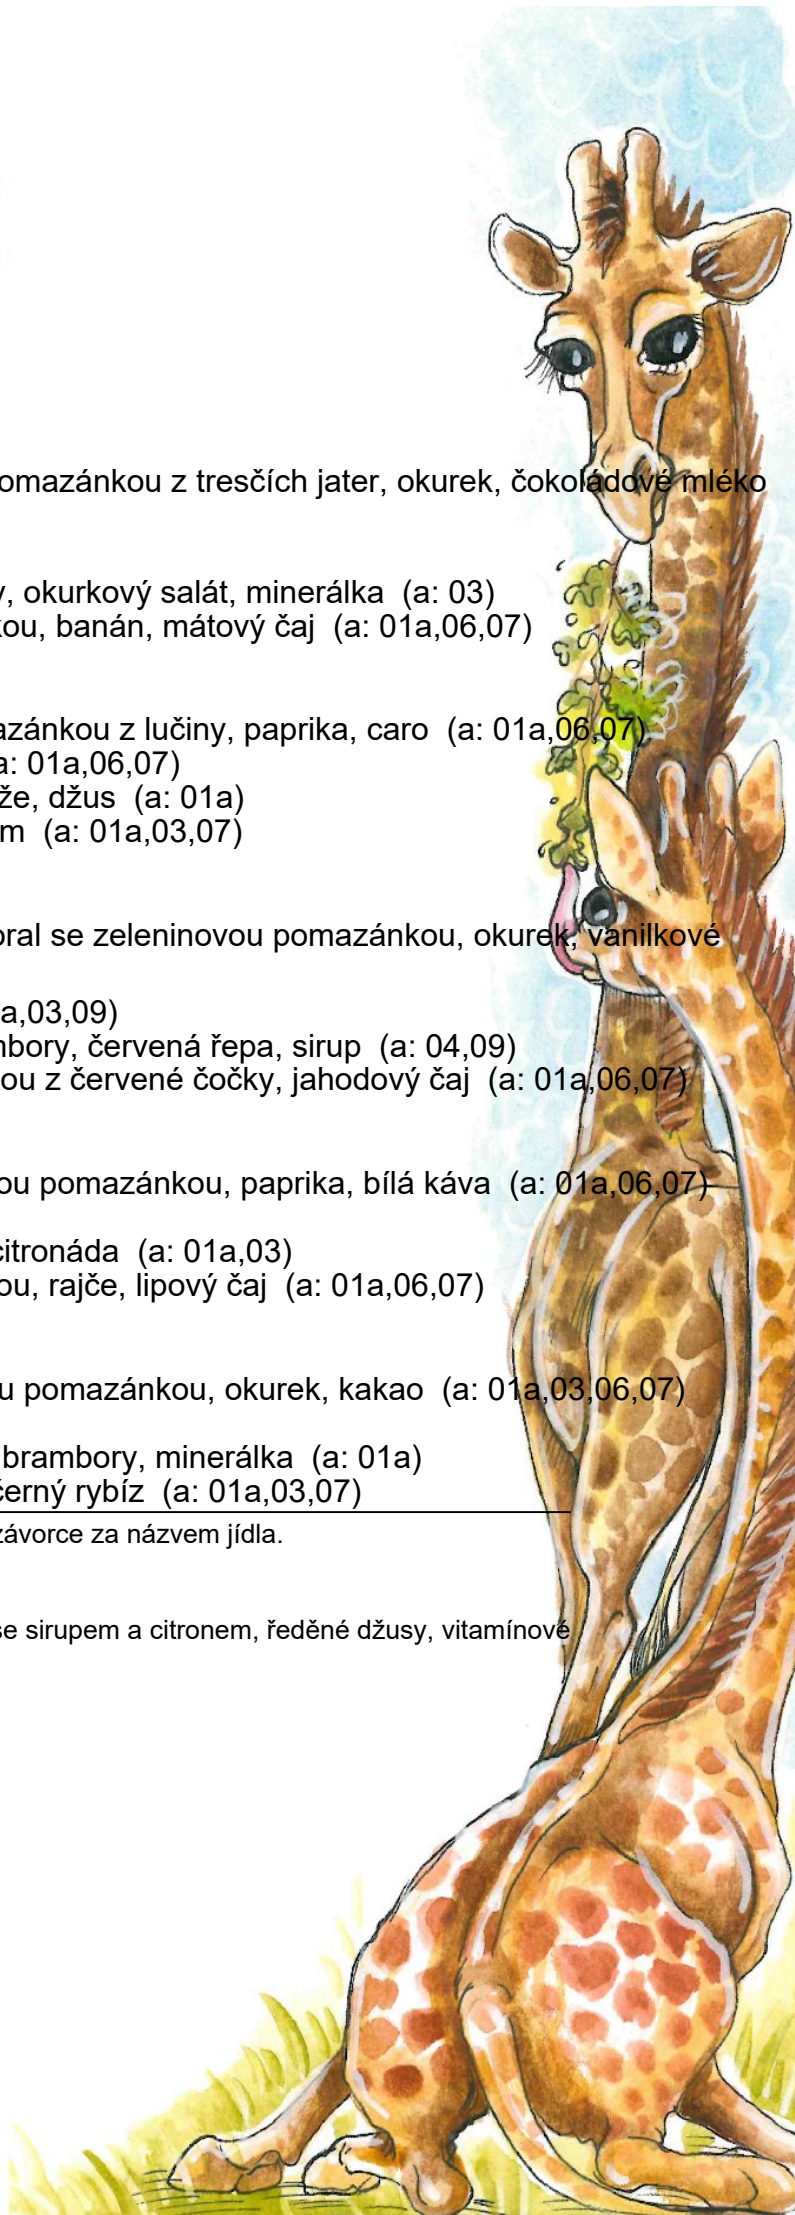 omazánkou z tresčích jater, okurek, čokoládové mléko
, okurkový salát, minerálka (a: 03)
kou, banán, mátový čaj (a: 01a,06,07)
azánkou z lučiny, paprika, caro (a: 01a,06,07)
a: 01a,06,07)
že, džus (a: 01a)
m (a: 01a,03,07)
oral se zeleninovou pomazánkou, okurek, vanilkové
a,03,09)
mbory, červená řepa, sirup (a: 04,09)
ou z červené čočky, jahodový čaj (a: 01a,06,07)
ou pomazánkou, paprika, bílá káva (a: 01a,06,07)
citronáda (a: 01a,03)
ou, rajče, lipový čaj (a: 01a,06,07)
u pomazánkou, okurek, kakao (a: 01a,03,06,07)
brambory, minerálka (a: 01a)
černý rybíz (a: 01a,03,07)
závorce za názvem jídla.
se sirupem a citronem, ředěné džusy, vitamínové